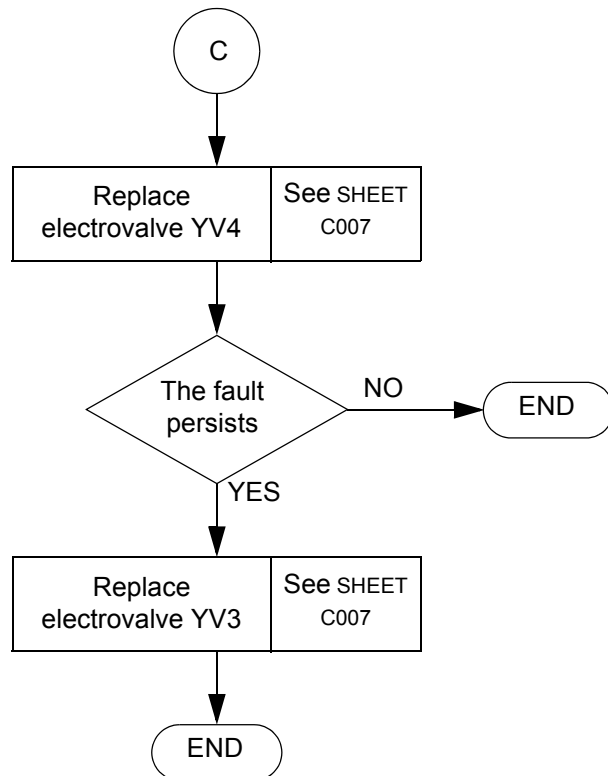 C
Replace
electrovalve YV4
See SHEET
C007
The fault
persists
NO
END
YES
Replace
electrovalve YV3
See SHEET
C007
END